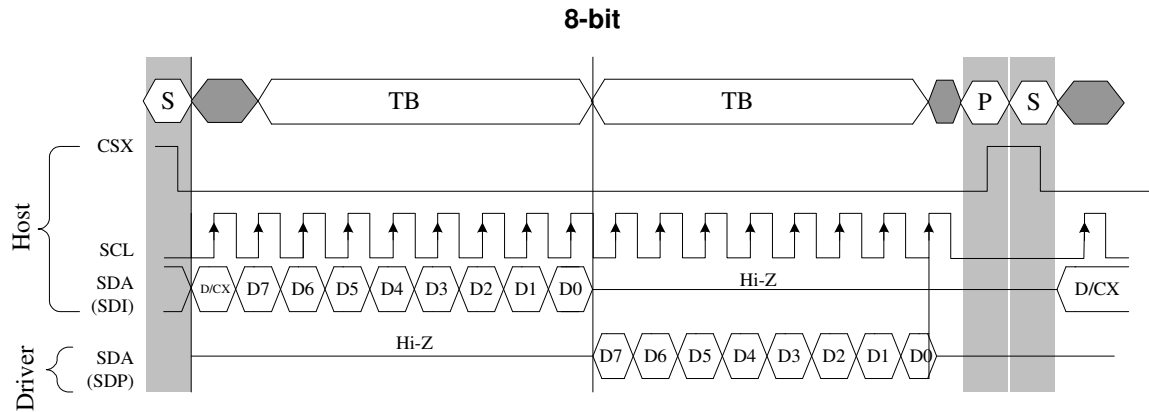 8-bit
S TB TB P S
Host
CSX
SCL
SDA
(SDI)
D/CX D7 D6 D5 D4 D3 D2 D1 D0 Hi-Z D/CX
Driver
SDA
(SDP)
Hi-Z D7 D6 D5 D4 D3 D2 D1 D0